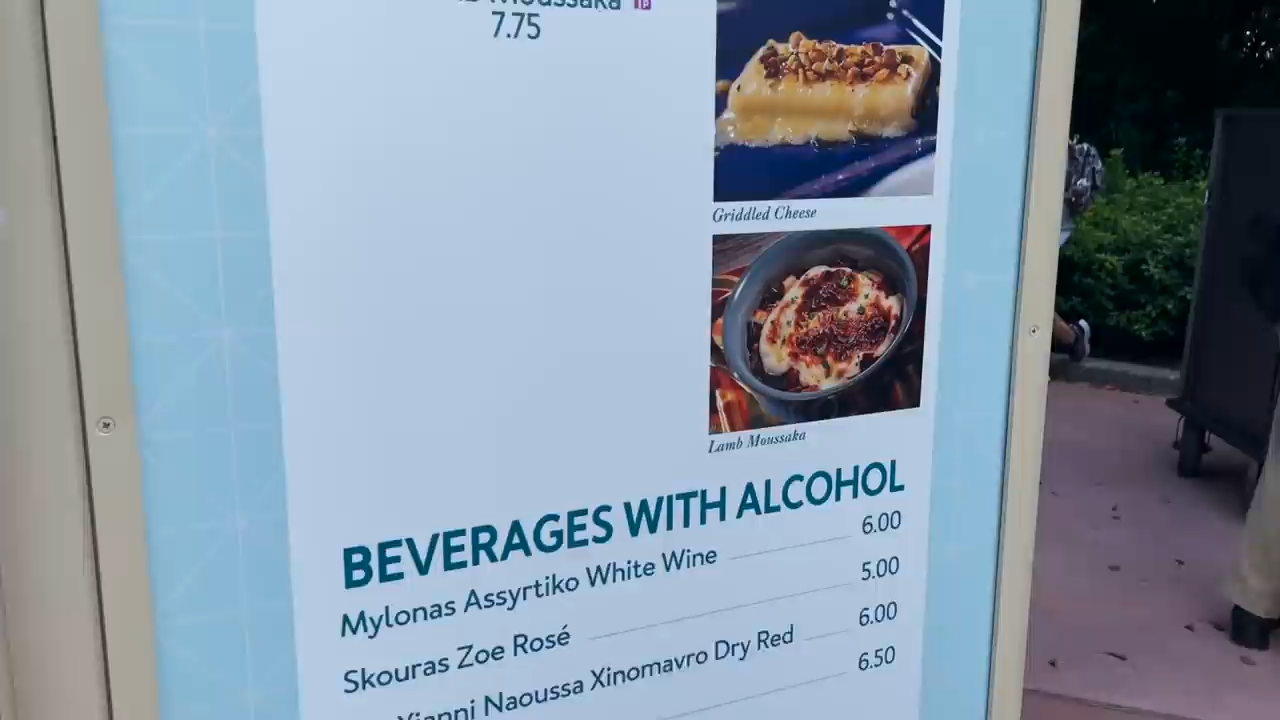 Moussaka
7.75
Griddled Cheese
Lamb Moussaka
BEVERAGES WITH ALCOHOL
Mylonas Assyrtiko White Wine 6.00
Skouras Zoe Rosé 5.00
Naoussa Xinomavro Dry Red 6.00
6.50